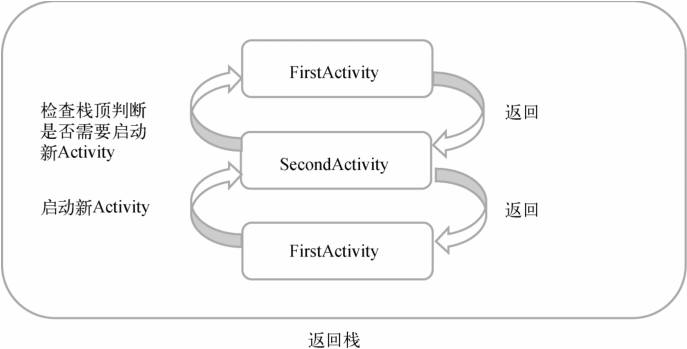 FirstActivity
检查栈顶判断
是否需要启动
新Activity
返回
SecondActivity
启动新Activity
返回
FirstActivity
返回栈